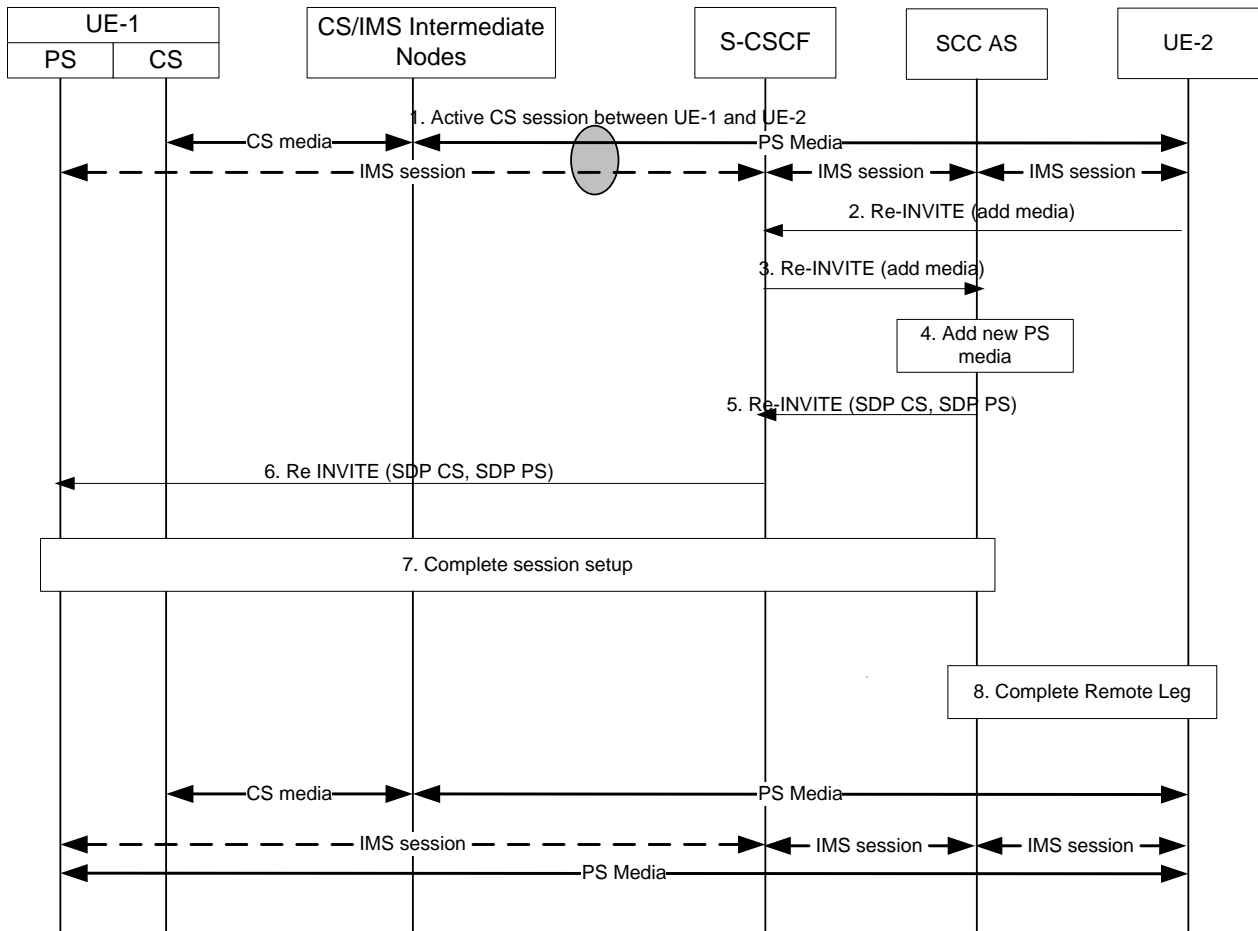 UE-1
PS
CS
CS/IMS Intermediate
Nodes
S-CSCF
SCC AS
UE-2
1. Active CS session between UE-1 and UE-2
CS media
PS Media
IMS session
IMS session
IMS session
2. Re-INVITE (add media)
3. Re-INVITE (add media)
4. Add new PS
media
5. Re-INVITE (SDP CS, SDP PS)
6. Re INVITE (SDP CS, SDP PS)
7. Complete session setup
8. Complete Remote Leg
CS media
PS Media
IMS session
IMS session
IMS session
PS Media